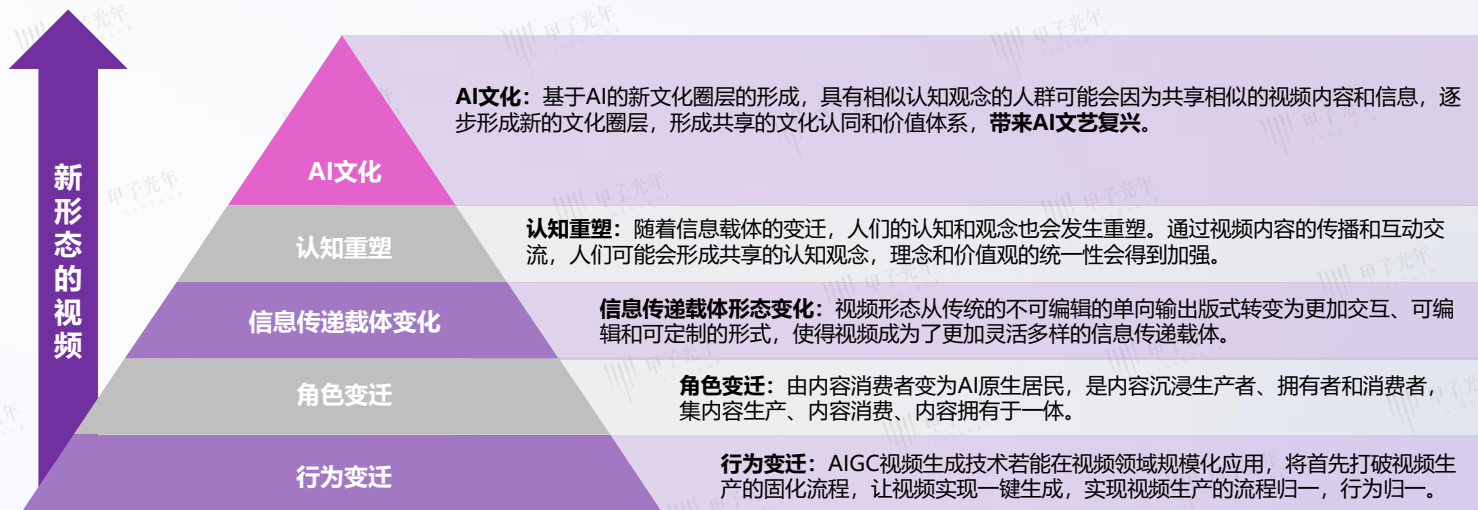 新形态的视频
AI文化
AI文化：基于AI的新文化圈层的形成，具有相似认知观念的人群可能会因为共享相似的视频内容和信息，逐
步形成新的文化圈层，形成共享的文化认同和价值体系，带来AI文艺复兴。
认知重塑
认知重塑：随着信息载体的变迁，人们的认知和观念也会发生重塑。通过视频内容的传播和互动交
流，人们可能会形成共享的认知观念，理念和价值观的统一性会得到加强。
信息传递载体变化
信息传递载体形态变化：视频形态从传统的不可编辑的单向输出版式转变为更加交互、可编
辑和可定制的形式，使得视频成为了更加灵活多样的信息传递载体。
角色变迁
角色变迁：由内容消费者变为AI原生居民，是内容沉浸生产者、拥有者和消费者，
集内容生产、内容消费、内容拥有于一体。
行为变迁
行为变迁：AIGC视频生成技术若能在视频领域规模化应用，将首先打破视频生
产的固化流程，让视频实现一键生成，实现视频生产的流程归一，行为归一。
甲子光年